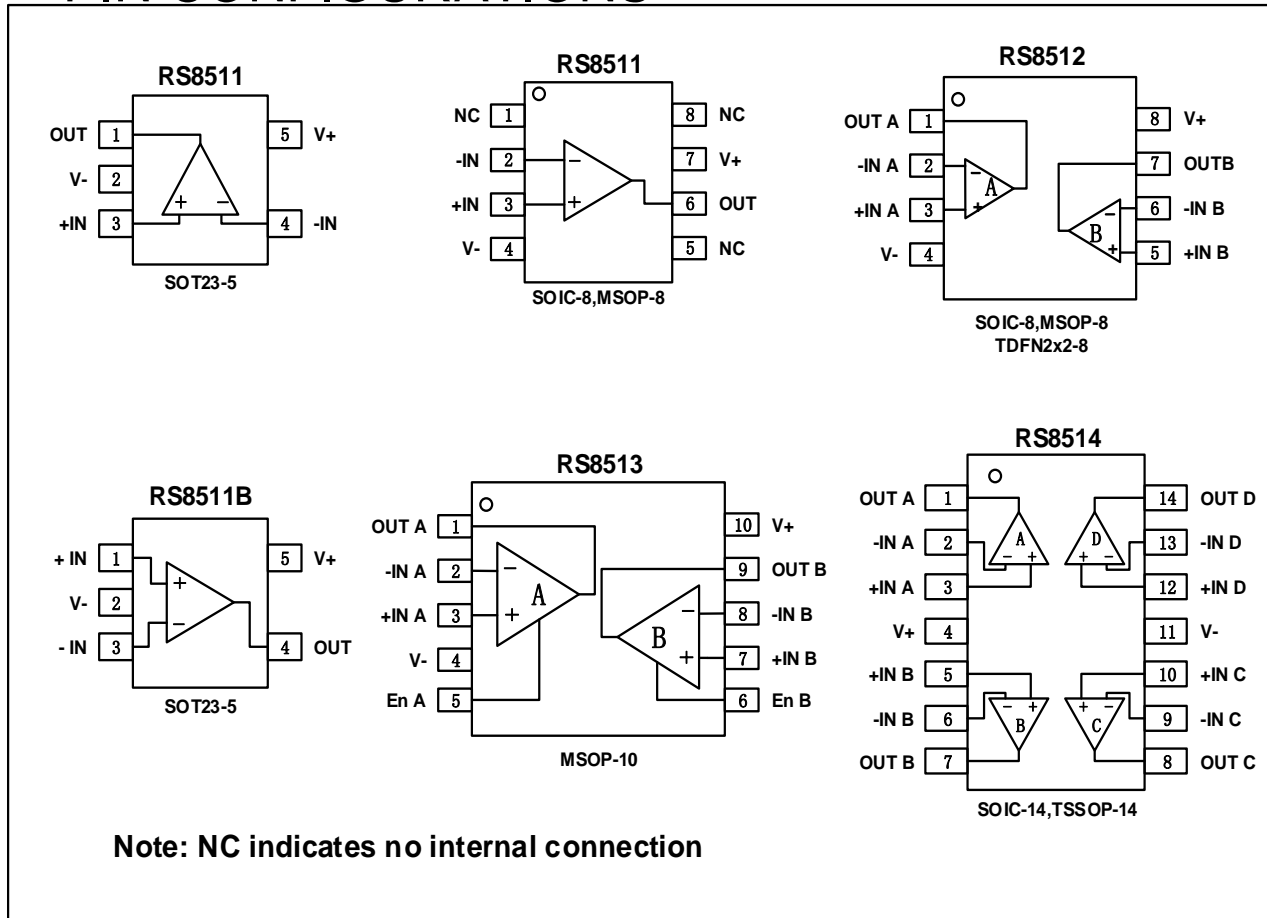 PIN CONFIGURATIONS
RS8511
OUT 1 5 V+
V- 2
+IN 3 + − 4 -IN
SOT23-5
RS8511
NC 1 8 NC
-IN 2 − 7 V+
+IN 3 + 6 OUT
V- 4 5 NC
SOIC-8,MSOP-8
RS8512
OUT A 1 8 V+
-IN A 2 − A 7 OUTB
+IN A 3 + − 6 -IN B
V- 4 B + 5 +IN B
SOIC-8,MSOP-8
TDFN2x2-8
RS8511B
+ IN 1 + 5 V+
V- 2
- IN 3 − 4 OUT
SOT23-5
RS8513
OUT A 1 10 V+
-IN A 2 − A 9 OUT B
+IN A 3 + − 8 -IN B
V- 4 B + 7 +IN B
En A 5 6 En B
MSOP-10
RS8514
OUT A 1 14 OUT D
-IN A 2 A − + D + − 13 -IN D
+IN A 3 12 +IN D
V+ 4 11 V-
+IN B 5 10 +IN C
-IN B 6 − + B + − C 9 -IN C
OUT B 7 8 OUT C
SOIC-14,TSSOP-14
Note: NC indicates no internal connection